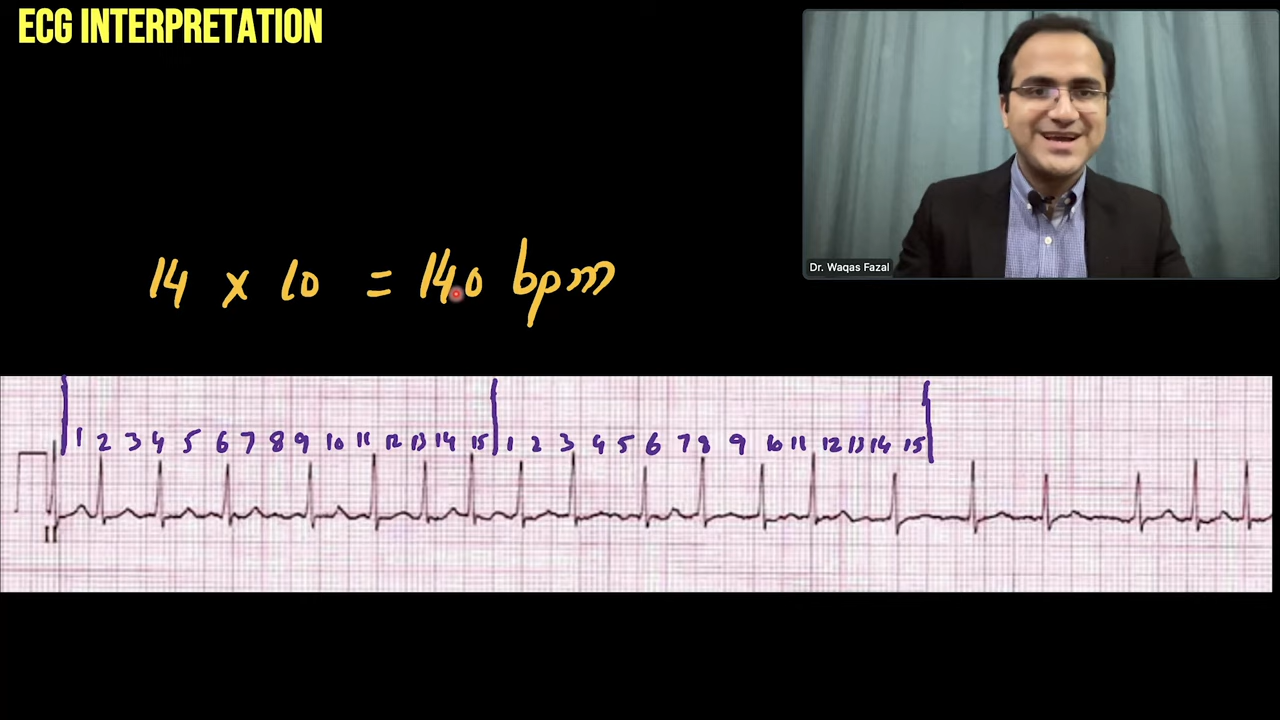 ECG INTERPRETATION
Dr. Waqas Fazal
14 x 10 = 140 bpm
1 2 3 4 5 6 7 8 9 10 11 12 13 14 15 1 2 3 4 5 6 7 8 9 10 11 12 13 14 15
II